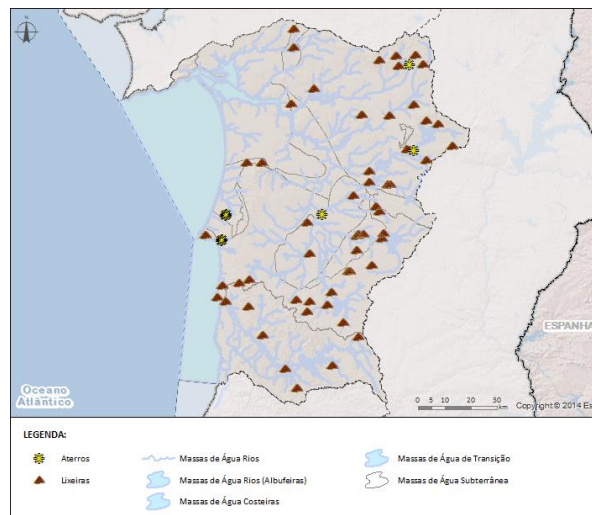 ESPANHA
Oceano
Atlântico
0 5 10 20 30
km
Copyright © 2014 Es
LEGENDA:
Aterros
Massas de Água Rios
Massas de Água de Transição
Lixeiras
Massas de Água Rios (Albufeiras)
Massas de Água Subterrânea
Massas de Água Costeiras